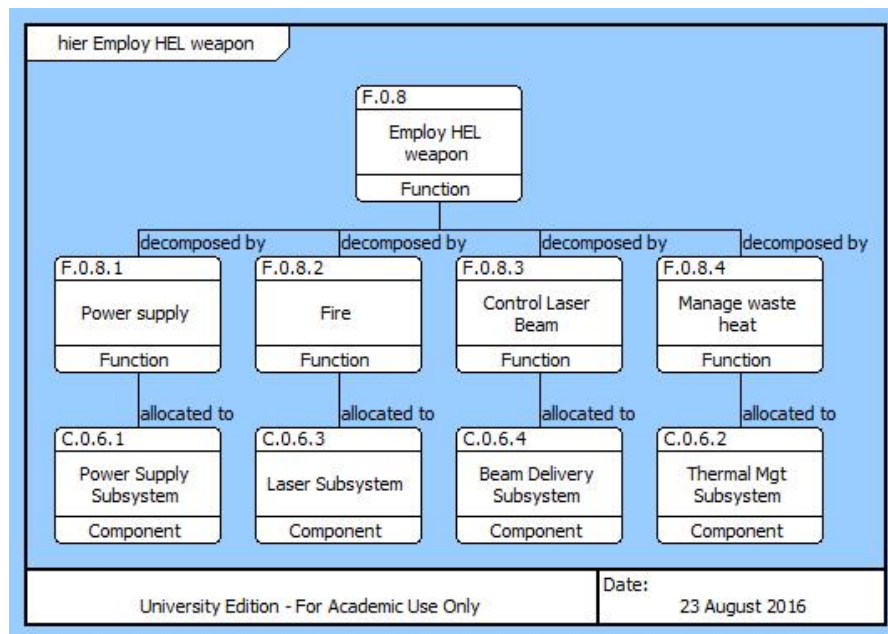 hier Employ HEL weapon
F.0.8
Employ HEL
weapon
Function
decomposed by
decomposed by
decomposed by
decomposed by
F.0.8.1
Power supply
Function
F.0.8.2
Fire
Function
F.0.8.3
Control Laser
Beam
Function
F.0.8.4
Manage waste
heat
Function
allocated to
allocated to
allocated to
allocated to
C.0.6.1
Power Supply
Subsystem
Component
C.0.6.3
Laser Subsystem
Component
C.0.6.4
Beam Delivery
Subsystem
Component
C.0.6.2
Thermal Mgt
Subsystem
Component
University Edition - For Academic Use Only
Date:
23 August 2016